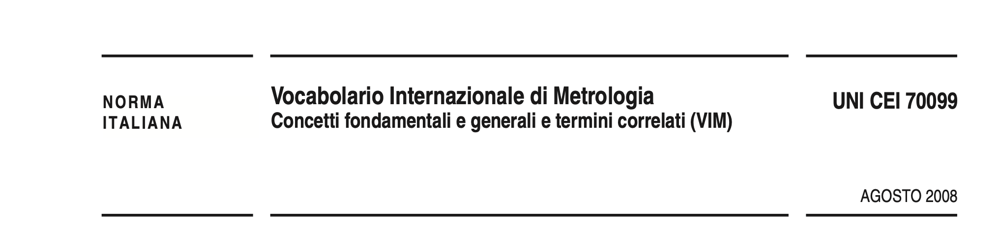 NORMA
ITALIANA
Vocabolario Internazionale di Metrologia
Concetti fondamentali e generali e termini correlati (VIM)
UNI CEI 70099
AGOSTO 2008